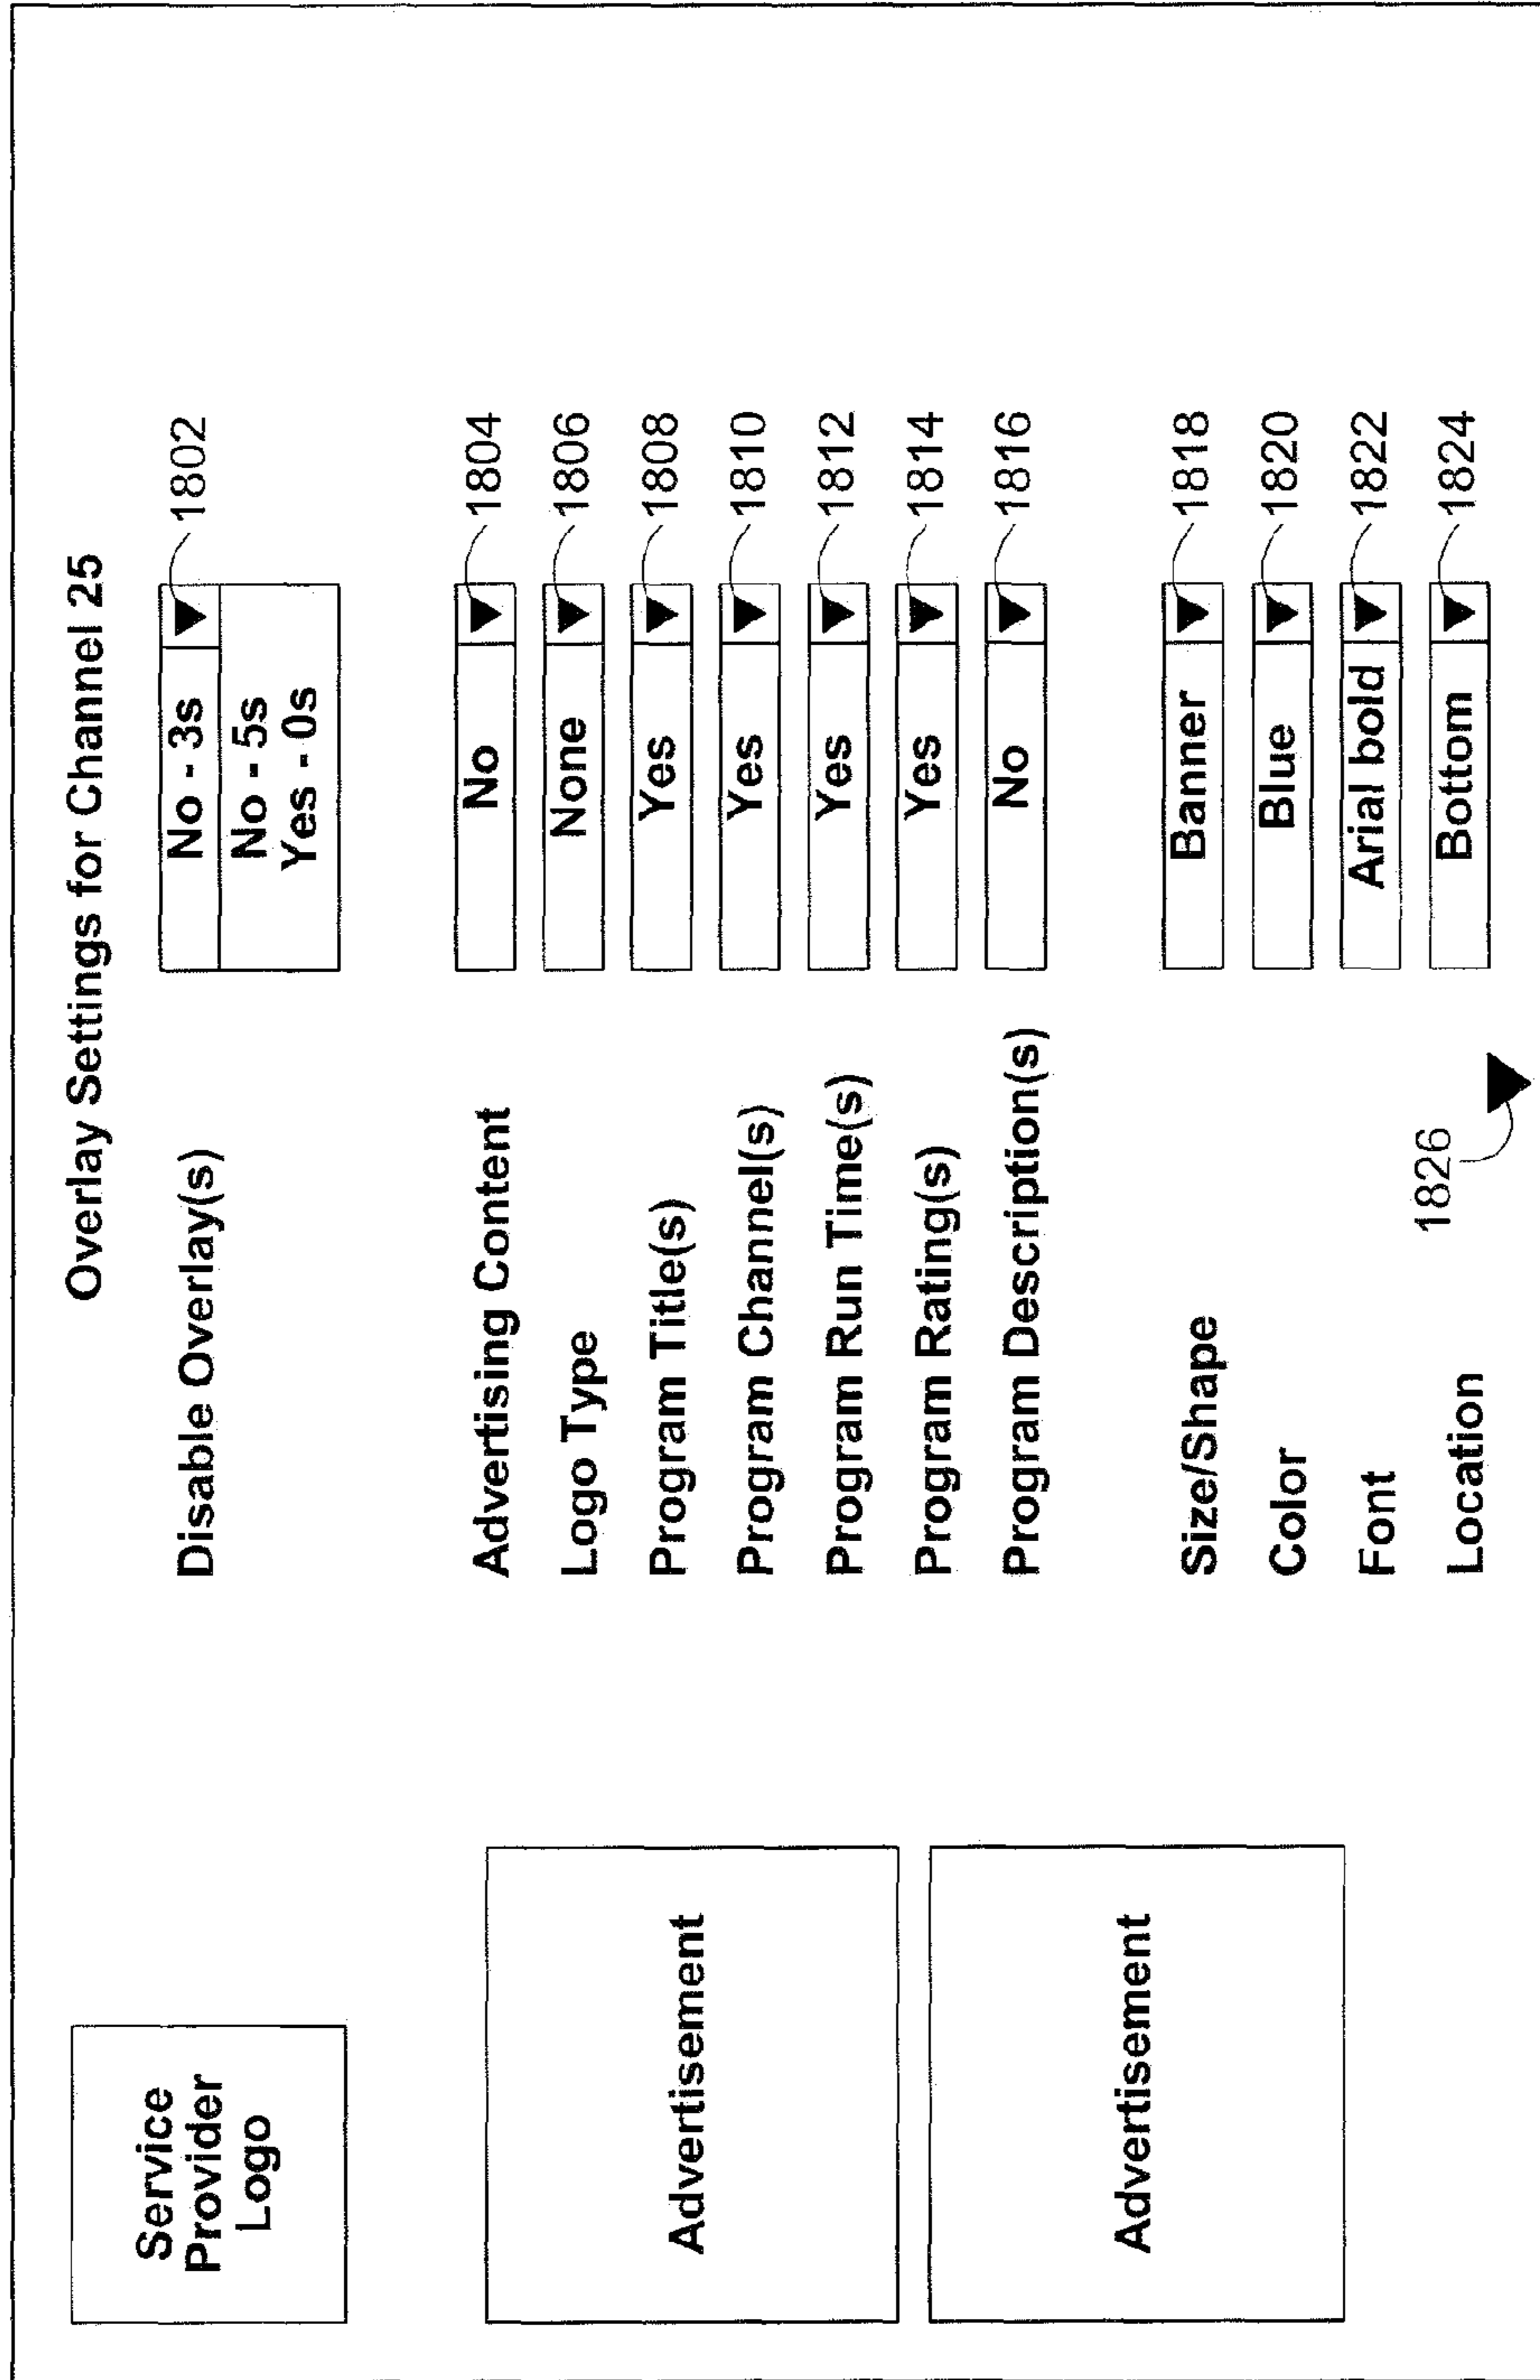 Overlay Settings for Channel 25
Service
Provider
Logo
Advertisement
Advertisement
Disable Overlay(s)
No - 3s
1802
No - 5s
Yes - 0s
Advertising Content
No
1804
Logo Type
None
1806
Program Title(s)
Yes
1808
Program Channel(s)
Yes
1810
Program Run Time(s)
Yes
1812
Program Rating(s)
Yes
1814
Program Description(s)
No
1816
Size/Shape
Banner
1818
Color
Blue
1820
Font
Arial bold
1822
Location
Bottom
1824
1826